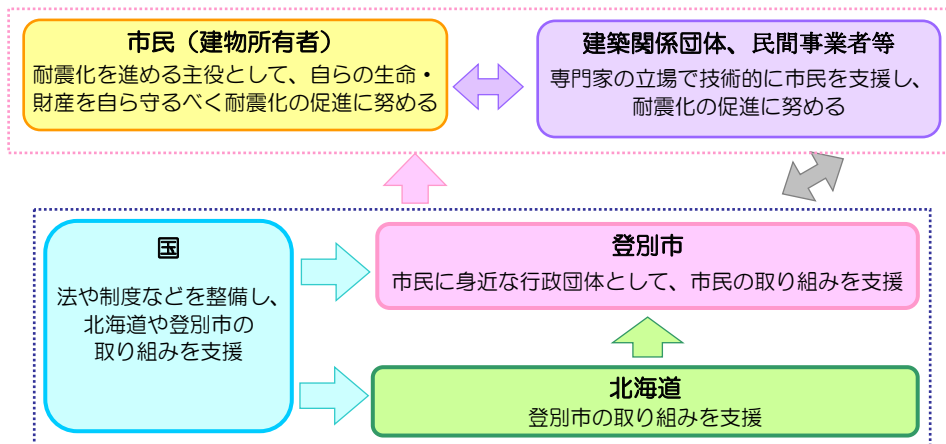 市民（建物所有者）
耐震化を進める主役として、自らの生命・
財産を自ら守るべく耐震化の促進に努める
建築関係団体、民間事業者等
専門家の立場で技術的に市民を支援し、
耐震化の促進に努める
国
法や制度などを整備し、
北海道や登別市の
取り組みを支援
登別市
市民に身近な行政団体として、市民の取り組みを支援
北海道
登別市の取り組みを支援